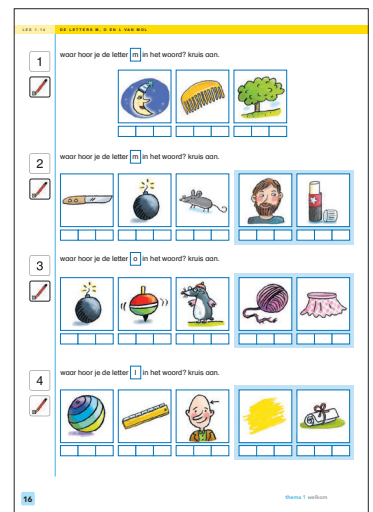 LES 1.14 DE LETTERS M, O EN L VAN MOL
1
waar hoor je de letter m in het woord? kruis aan.
2
waar hoor je de letter m in het woord? kruis aan.
3
waar hoor je de letter o in het woord? kruis aan.
4
waar hoor je de letter l in het woord? kruis aan.
16
thema 1 welkom